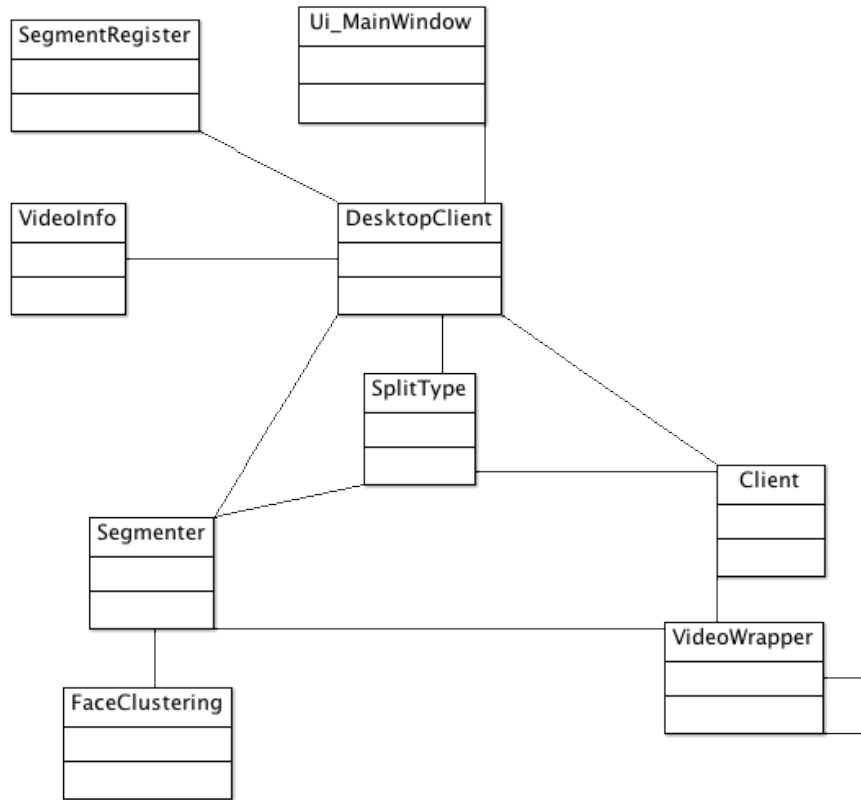 SegmentRegister
Ui_MainWindow
VideoInfo
DesktopClient
SplitType
Client
Segmenter
VideoWrapper
FaceClustering